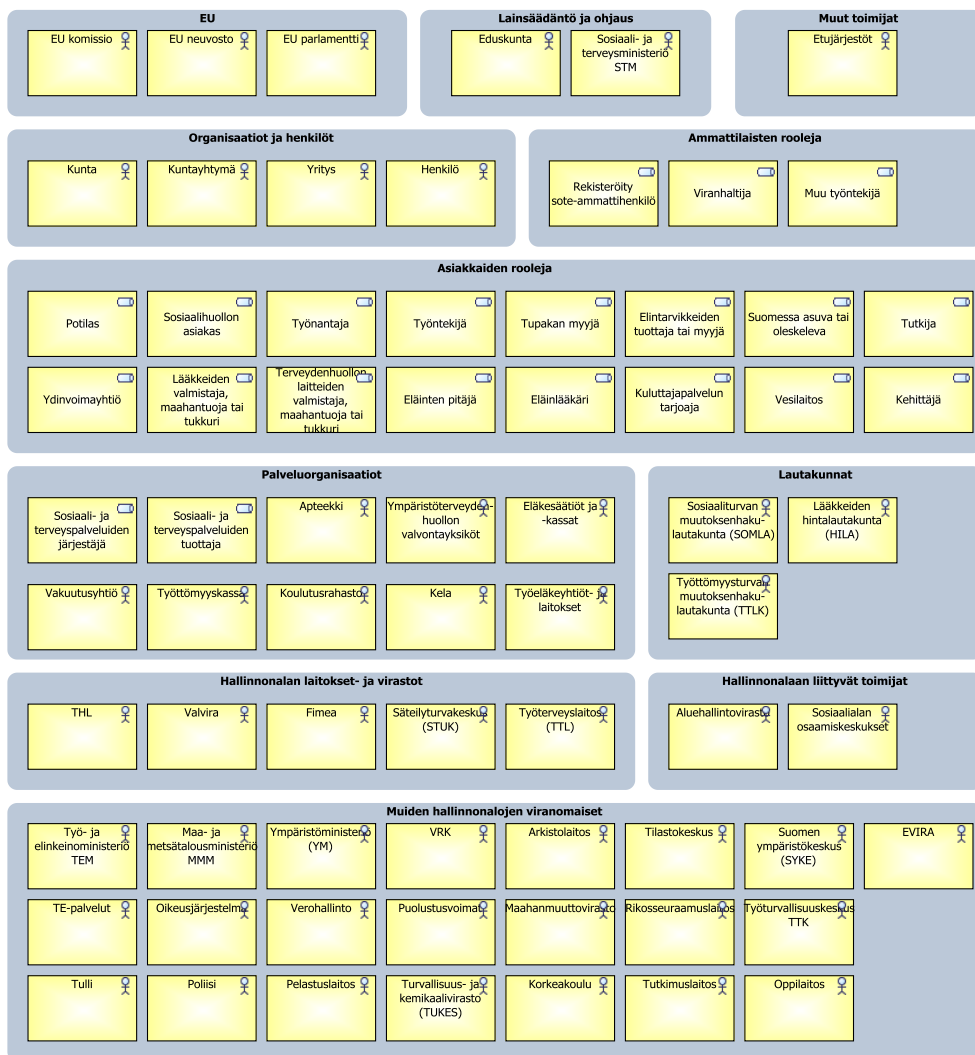 EU
EU komissio
EU neuvosto
EU parlamentti
Lainsäädäntö ja ohjaus
Eduskunta
Sosiaali- ja
terveysministeriö
STM
Muut toimijat
Etujärjestöt
Organisaatiot ja henkilöt
Kunta
Kuntayhtymä
Yritys
Henkilö
Ammattilaisten rooleja
Rekisteröity
sote-ammattihenkilö
Viranhaltija
Muu työntekijä
Asiakkaiden rooleja
Potilas
Sosiaalihuollon
asiakas
Työnantaja
Työntekijä
Tupakan myyjä
Elintarvikkeiden
tuottaja tai myyjä
Suomessa asuva tai
oleskeleva
Tutkija
Ydinvoimayhtiö
Lääkkeiden
valmistaja,
maahantuoja tai
tukkuri
Terveydenhuollon
laitteiden
valmistaja,
maahantuoja tai
tukkuri
Eläinten pitäjä
Eläinlääkäri
Kuluttajapalvelun
tarjoaja
Vesilaitos
Kehittäjä
Palveluorganisaatiot
Sosiaali- ja
terveyspalveluiden
järjestäjä
Sosiaali- ja
terveyspalveluiden
tuottaja
Apteekki
Ympäristöterveyden-
huollon
valvontayksiköt
Eläkesäätiöt ja
-kassat
Vakuutusyhtiö
Työttömyyskassa
Koulutusrahasto
Kela
Työeläkeyhtiöt- ja
laitokset
Lautakunnat
Sosiaaliturvan
muutoksenhaku-
lautakunta (SOMLA)
Lääkkeiden
hintalautakunta
(HILA)
Työttömyysturvan
muutoksenhaku-
lautakunta (TTLK)
Hallinnonalan laitokset- ja virastot
THL
Valvira
Fimea
Säteilyturvakeskus
(STUK)
Työterveyslaitos
(TTL)
Hallinnonalaan liittyvät toimijat
Aluehallintovirasto
Sosiaalialan
osaamiskeskukset
Muiden hallinnonalojen viranomaiset
Työ- ja
elinkeinoministeriö
TEM
Maa- ja
metsätalousministeriö
MMM
Ympäristöministeriö
(YM)
VRK
Arkistolaitos
Tilastokeskus
Suomen
ympäristökeskus
(SYKE)
EVIRA
TE-palvelut
Oikeusjärjestelmä
Verohallinto
Puolustusvoimat
Maahanmuuttovirasto
Rikosseuraamuslaitos
Työturvallisuuskeskus
TTK
Tulli
Poliisi
Pelastuslaitos
Turvallisuus- ja
kemikaalivirasto
(TUKES)
Korkeakoulu
Tutkimuslaitos
Oppilaitos